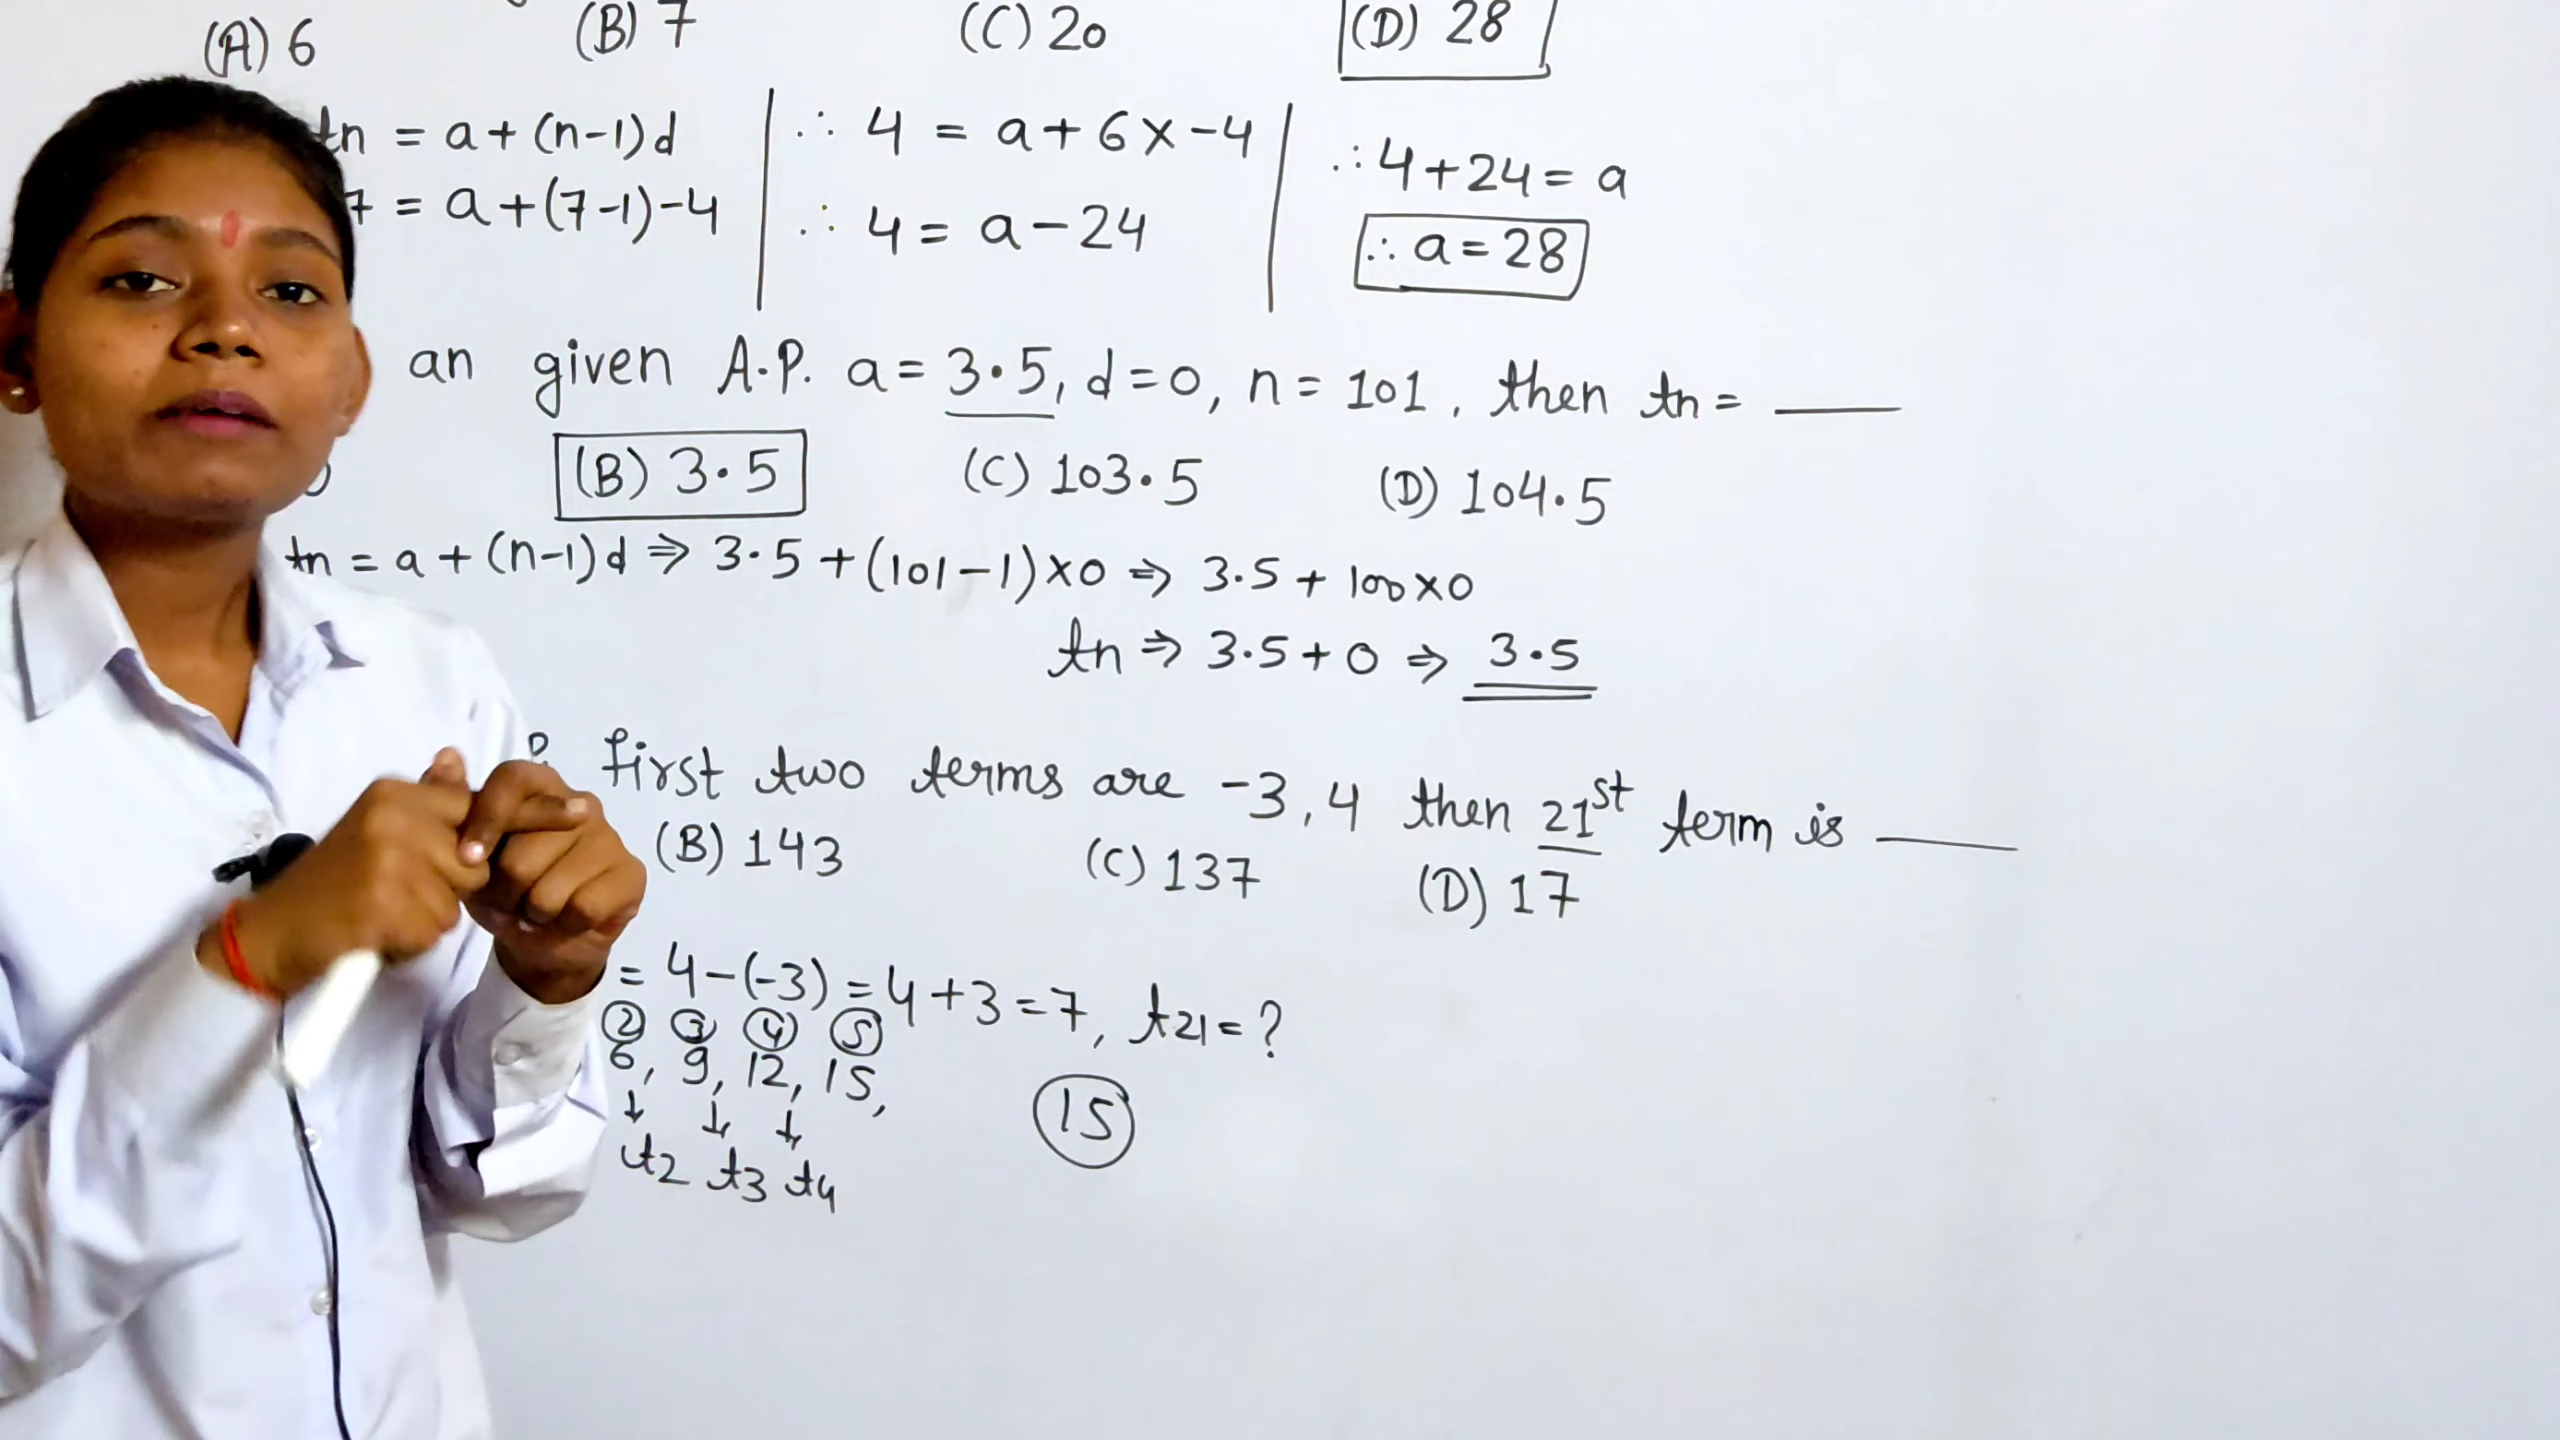 (A) 6 (B) 7 (C) 20 (D) 28
tn = a + (n-1) d
7 = a + (7-1) -4
∴ 4 = a + 6 x -4
∴ 4 = a - 24
∴ 4 + 24 = a
∴ a = 28
an given A.P. a = 3.5, d = 0, n = 101, then tn = ___
(B) 3.5 (C) 103.5 (D) 104.5
tn = a + (n-1) d ⇒ 3.5 + (101-1) x 0 ⇒ 3.5 + 100 x 0
tn ⇒ 3.5 + 0 ⇒ 3.5
first two terms are -3, 4 then 21st term is ___
(B) 143 (C) 137 (D) 17
= 4 - (-3) = 4 + 3 = 7, t21 = ?
② ③ ④ ⑤
6, 9, 12, 15,
↓ ↓ ↓
t2 t3 t4
15